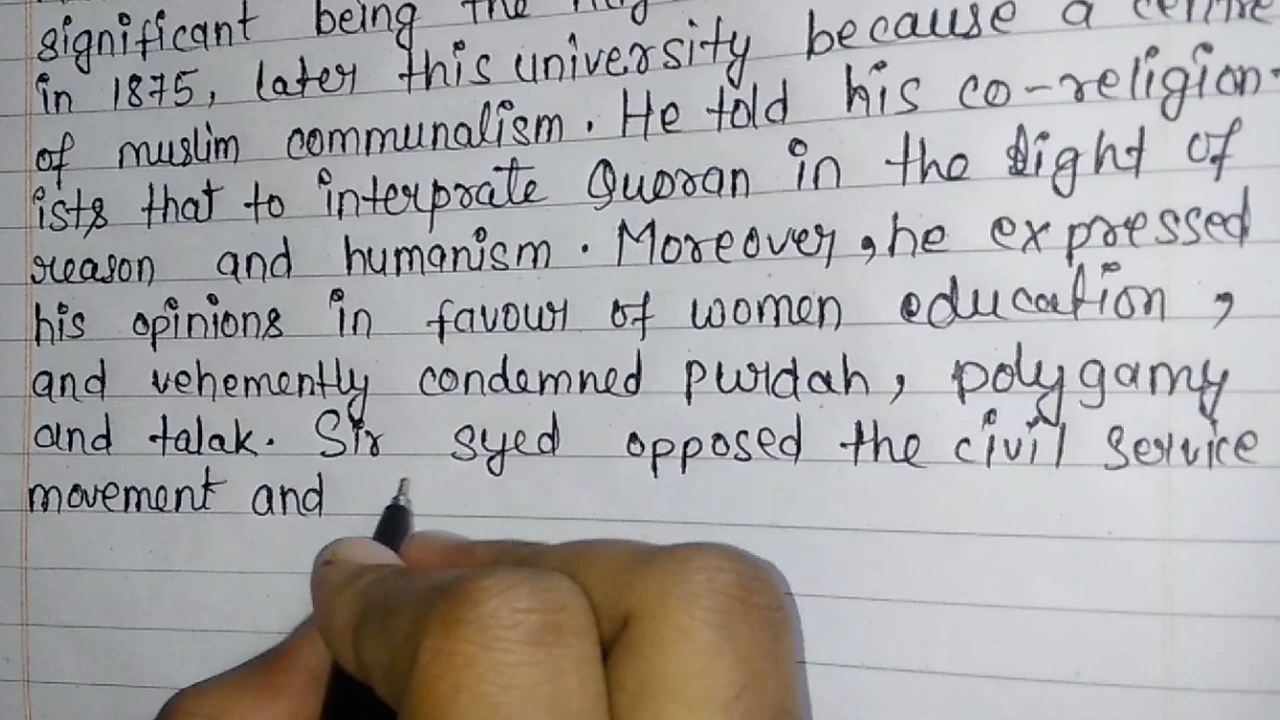 significant being the
in 1875, later this university because a centre
of muslim communalism. He told his co-religion-
ists that to interprate Quoran in the light of
reason and humanism. Moreover, he expressed
his opinions in favour of women education,
and vehemently condemned purdah, polygamy
and talak. Sir syed opposed the civil service
movement and